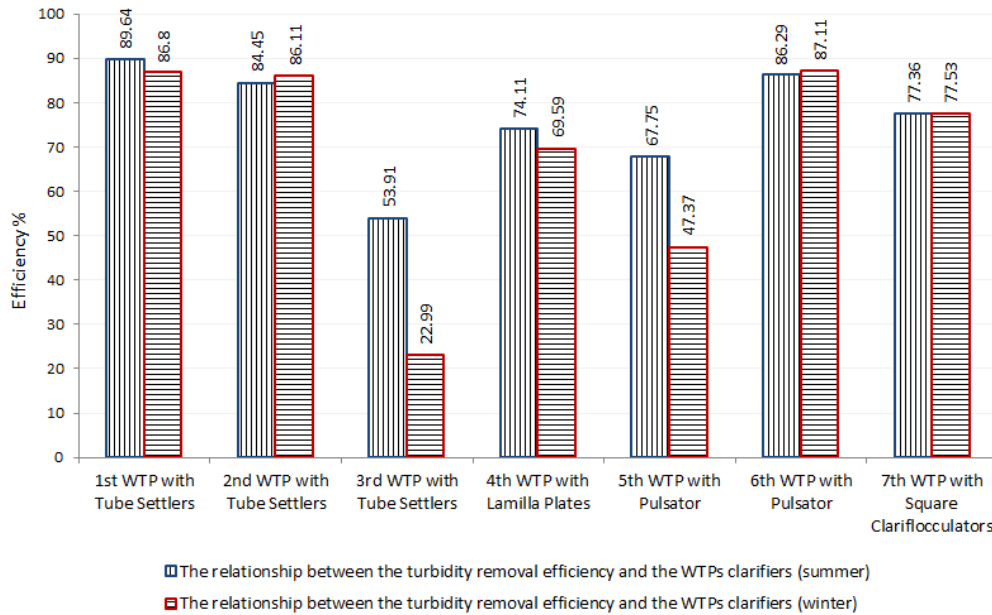 100
90
80
70
60
50
40
30
20
10
0
Efficiency %
89.64
86.8
84.45
86.11
53.91
22.99
74.11
69.59
67.75
47.37
86.29
87.11
77.36
77.53
1st WTP with
Tube Settlers
2nd WTP with
Tube Settlers
3rd WTP with
Tube Settlers
4th WTP with
Lamilla Plates
5th WTP with
Pulsator
6th WTP with
Pulsator
7th WTP with
Square
Clariflocculators
The relationship between the turbidity removal efficiency and the WTPs clarifiers (summer)
The relationship between the turbidity removal efficiency and the WTPs clarifiers (winter)